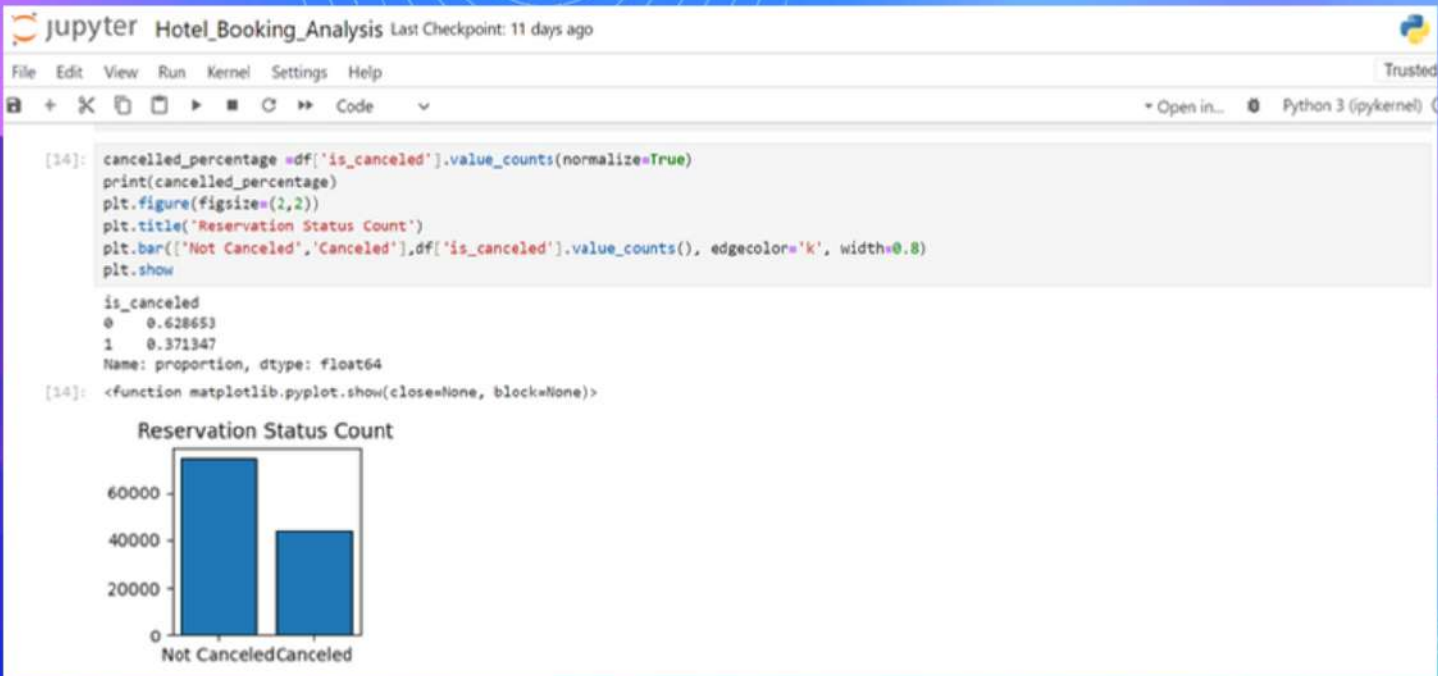 jupyter Hotel_Booking_Analysis Last Checkpoint: 11 days ago
File Edit View Run Kernel Settings Help
Trusted
Code
Open in...
Python 3 (ipykernel)
[14]: cancelled_percentage =df['is_canceled'].value_counts(normalize=True)
print(cancelled_percentage)
plt.figure(figsize=(2,2))
plt.title('Reservation Status Count')
plt.bar(['Not Canceled','Canceled'],df['is_canceled'].value_counts(), edgecolor='k', width=0.8)
plt.show
is_canceled
0 0.628653
1 0.371347
Name: proportion, dtype: float64
[14]: <function matplotlib.pyplot.show(close=None, block=None)>
Reservation Status Count
60000
40000
20000
0
Not Canceled Canceled